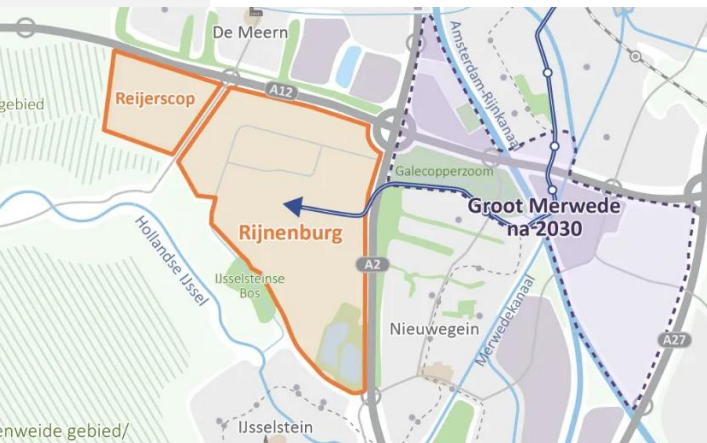 De Meern
Amsterdam-Rijnkanaal
Reijerscop
A12
gebied
Galecopperzoom
Groot Merwede
na 2030
Rijnenburg
Hollandse IJssel
A2
IJsselsteinse
Bos
Merwedekanaal
Nieuwegein
A27
IJsselstein
enweide gebied/